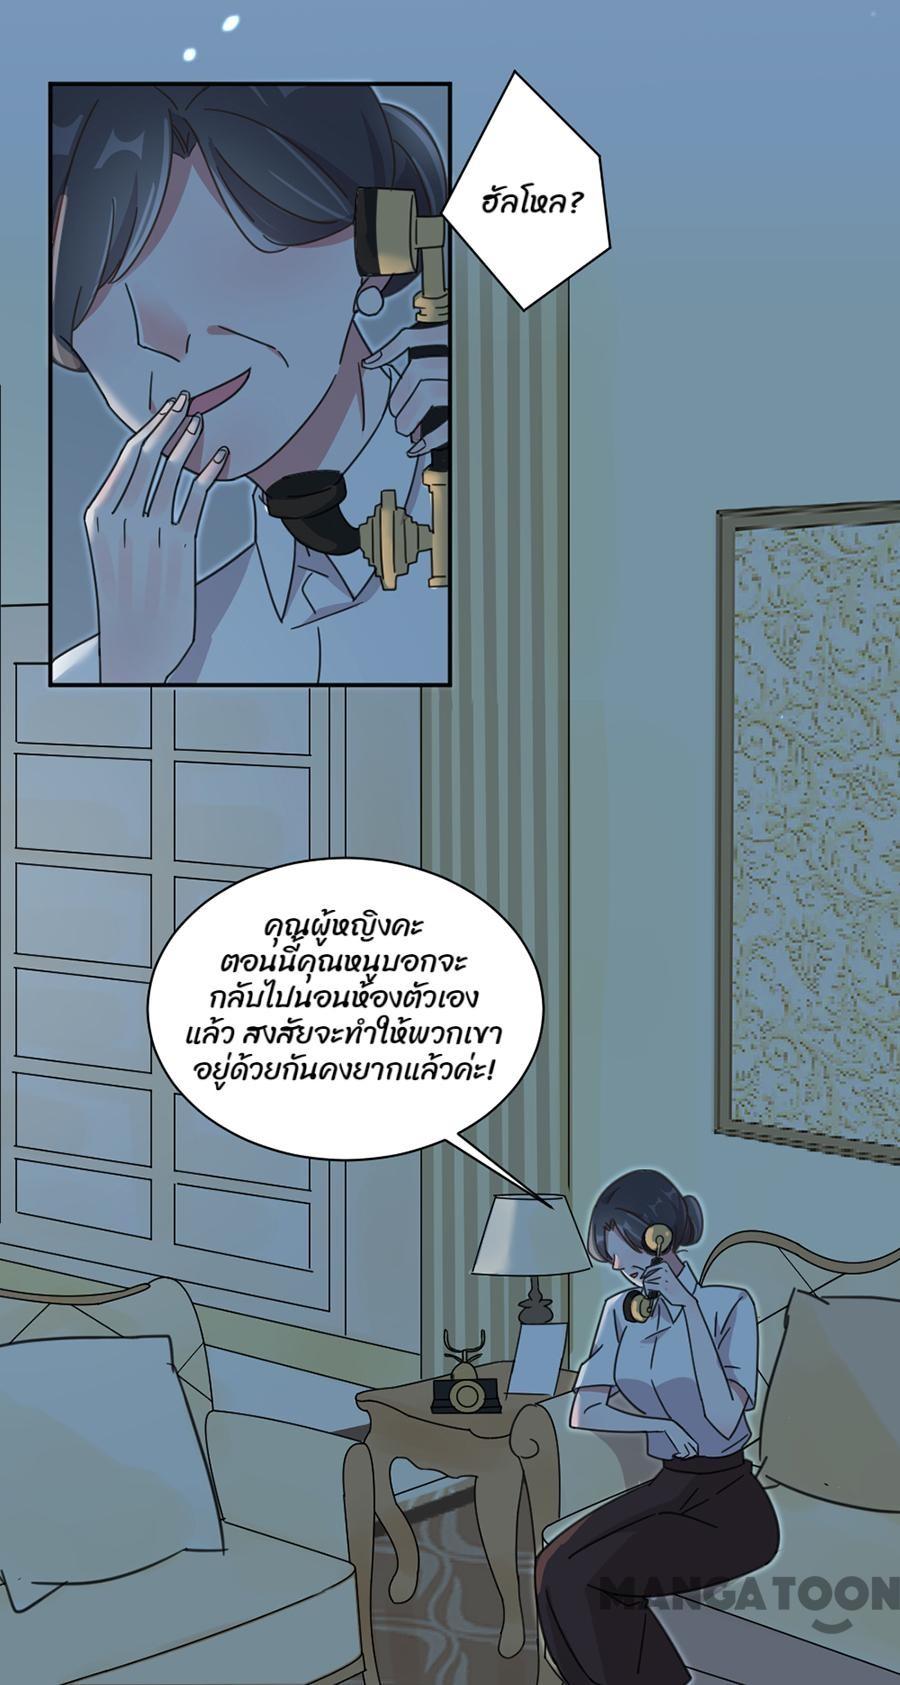 ฮัลโหล?
คุณผู้หญิงคะ
ตอนนี้คุณหนูบอกจะ
กลับไปนอนห้องตัวเอง
แล้ว สงสัยจะทำให้พวกเขา
อยู่ด้วยกันคงยากแล้วค่ะ!
MANGATOON